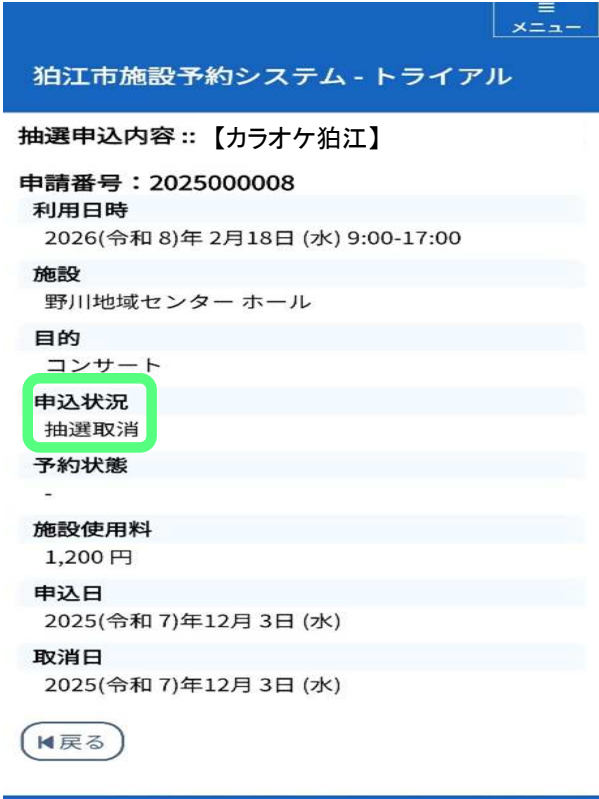 メニュー
狛江市施設予約システム - トライアル
抽選申込内容 :: 【カラオケ狛江】
申請番号：2025000008
利用日時
2026(令和 8)年 2月18日 (水) 9:00-17:00
施設
野川地域センター ホール
目的
コンサート
申込状況
抽選取消
予約状態
-
施設使用料
1,200 円
申込日
2025(令和 7)年12月 3日 (水)
取消日
2025(令和 7)年12月 3日 (水)
戻る